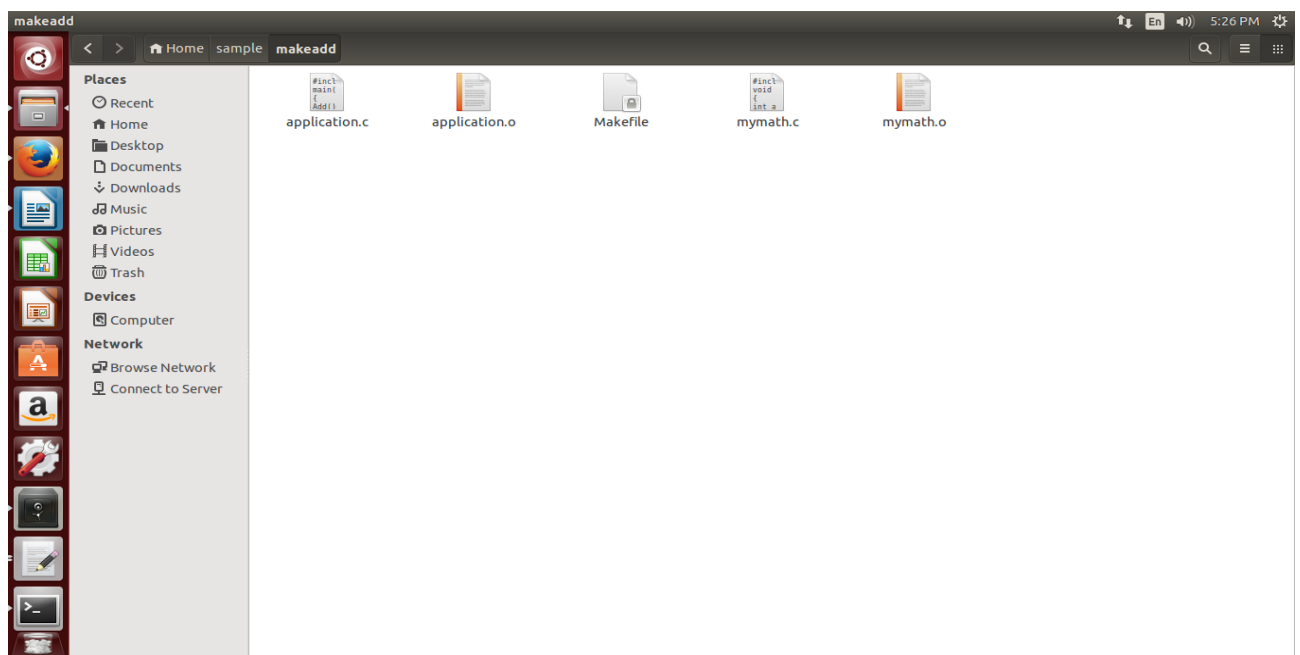 makeadd
En 5:26 PM
Home sample makeadd
Places
Recent
Home
Desktop
Documents
Downloads
Music
Pictures
Videos
Trash
Devices
Computer
Network
Browse Network
Connect to Server
#incl
main(
{
Add()
application.c
application.o
Makefile
#incl
void
{
int a
mymath.c
mymath.o
a
A
>_